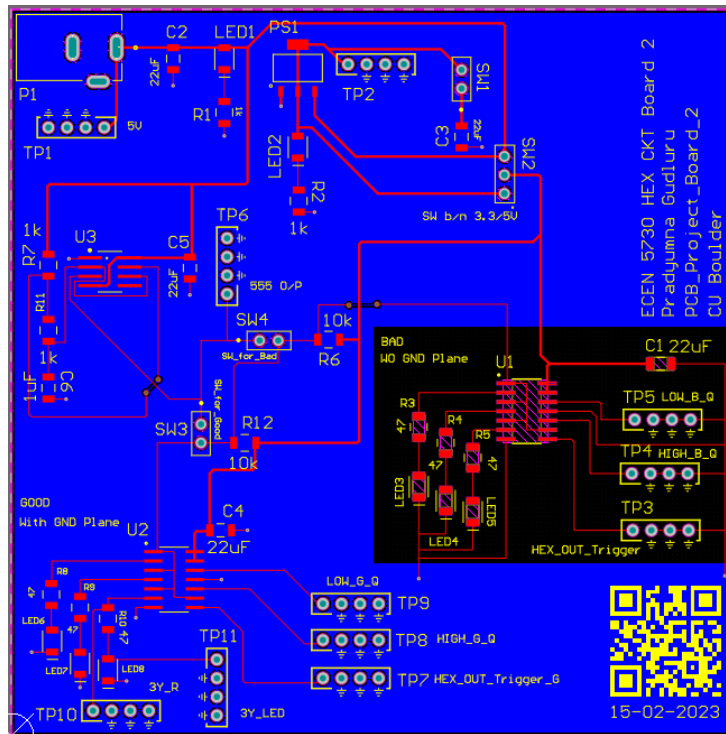 C2
LED1
PS1
22uF
P1
R1
1k
TP2
SW1
C3
22uF
TP1
5V
LED2
R2
1k
SW2
SW b/n 3.3/5V
ECEN 5730 HEX CKT Board 2
Pradyumna Gudluru
PCB_Project_Board_2
CU Boulder
1k
R7
U3
C5
22uF
TP6
555 O/P
R11
1k
1uF
C6
SW4
SW_for_Bad
10k
R6
BAD
WO GND Plane
U1
C1
22uF
R3
47
R4
47
R5
47
LED3
LED4
LED5
TP5
LOW_B_Q
TP4
HIGH_B_Q
TP3
HEX_OUT_Trigger
SW_for_Good
SW3
R12
10k
GOOD
With GND Plane
U2
C4
22uF
R8
47
R9
47
R10
47
LED6
LED7
LED8
LOW_G_Q
TP9
TP8
HIGH_G_Q
TP7
HEX_OUT_Trigger_G
TP11
3Y_R
3Y_LED
TP10
15-02-2023